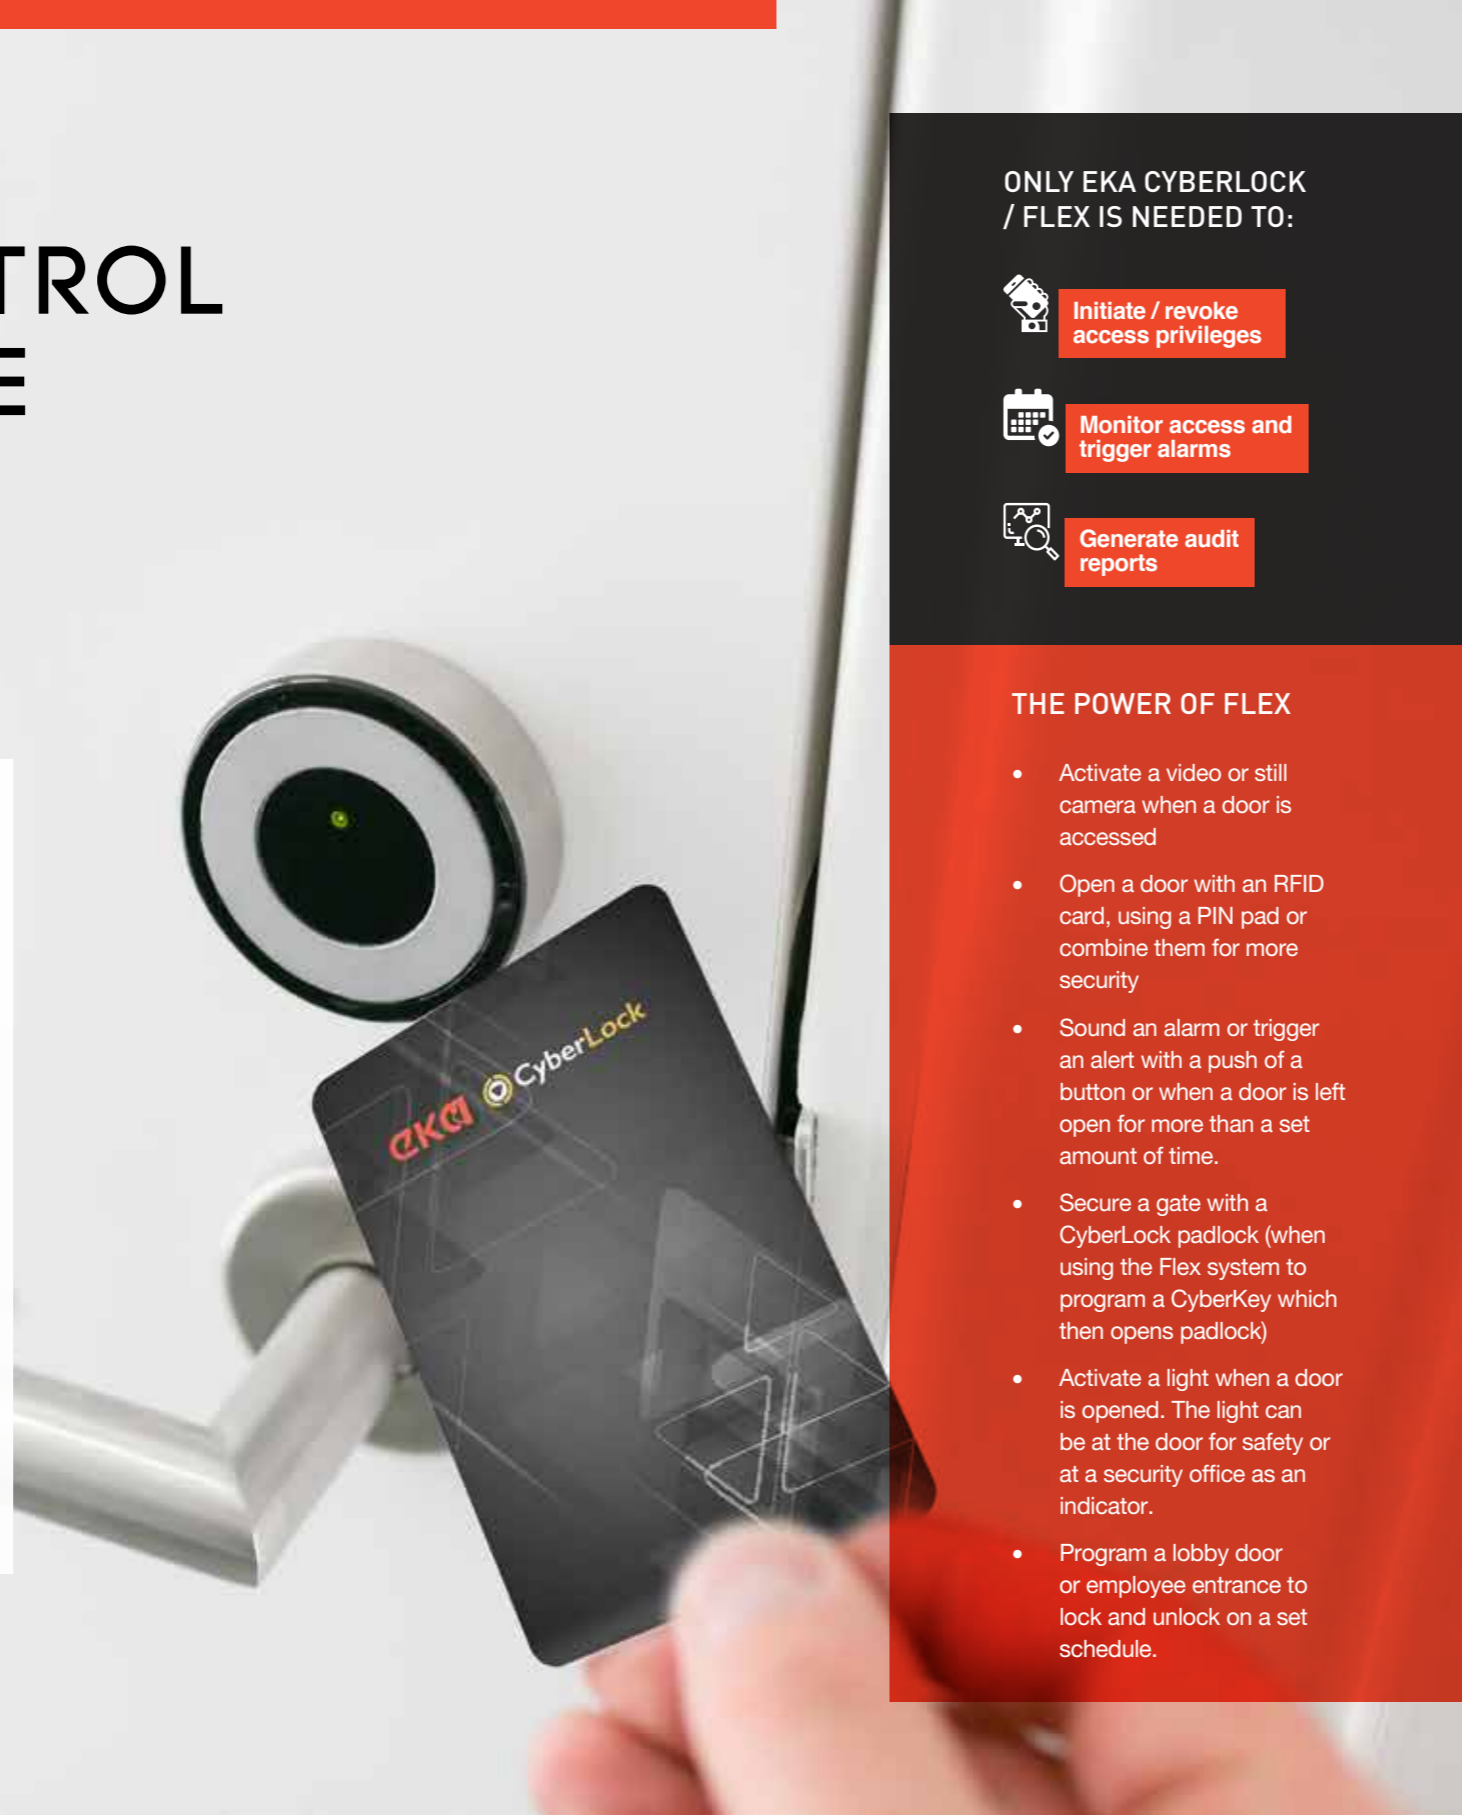 TROL
E
ONLY EKA CYBERLOCK
/ FLEX IS NEEDED TO:
Initiate / revoke
access privileges
Monitor access and
trigger alarms
Generate audit
reports
THE POWER OF FLEX
• Activate a video or still
camera when a door is
accessed
• Open a door with an RFID
card, using a PIN pad or
combine them for more
security
• Sound an alarm or trigger
an alert with a push of a
button or when a door is left
open for more than a set
amount of time.
• Secure a gate with a
CyberLock padlock (when
using the Flex system to
program a CyberKey which
then opens padlock)
• Activate a light when a door
is opened. The light can
be at the door for safety or
at a security office as an
indicator.
• Program a lobby door
or employee entrance to
lock and unlock on a set
schedule.
eka CyberLock